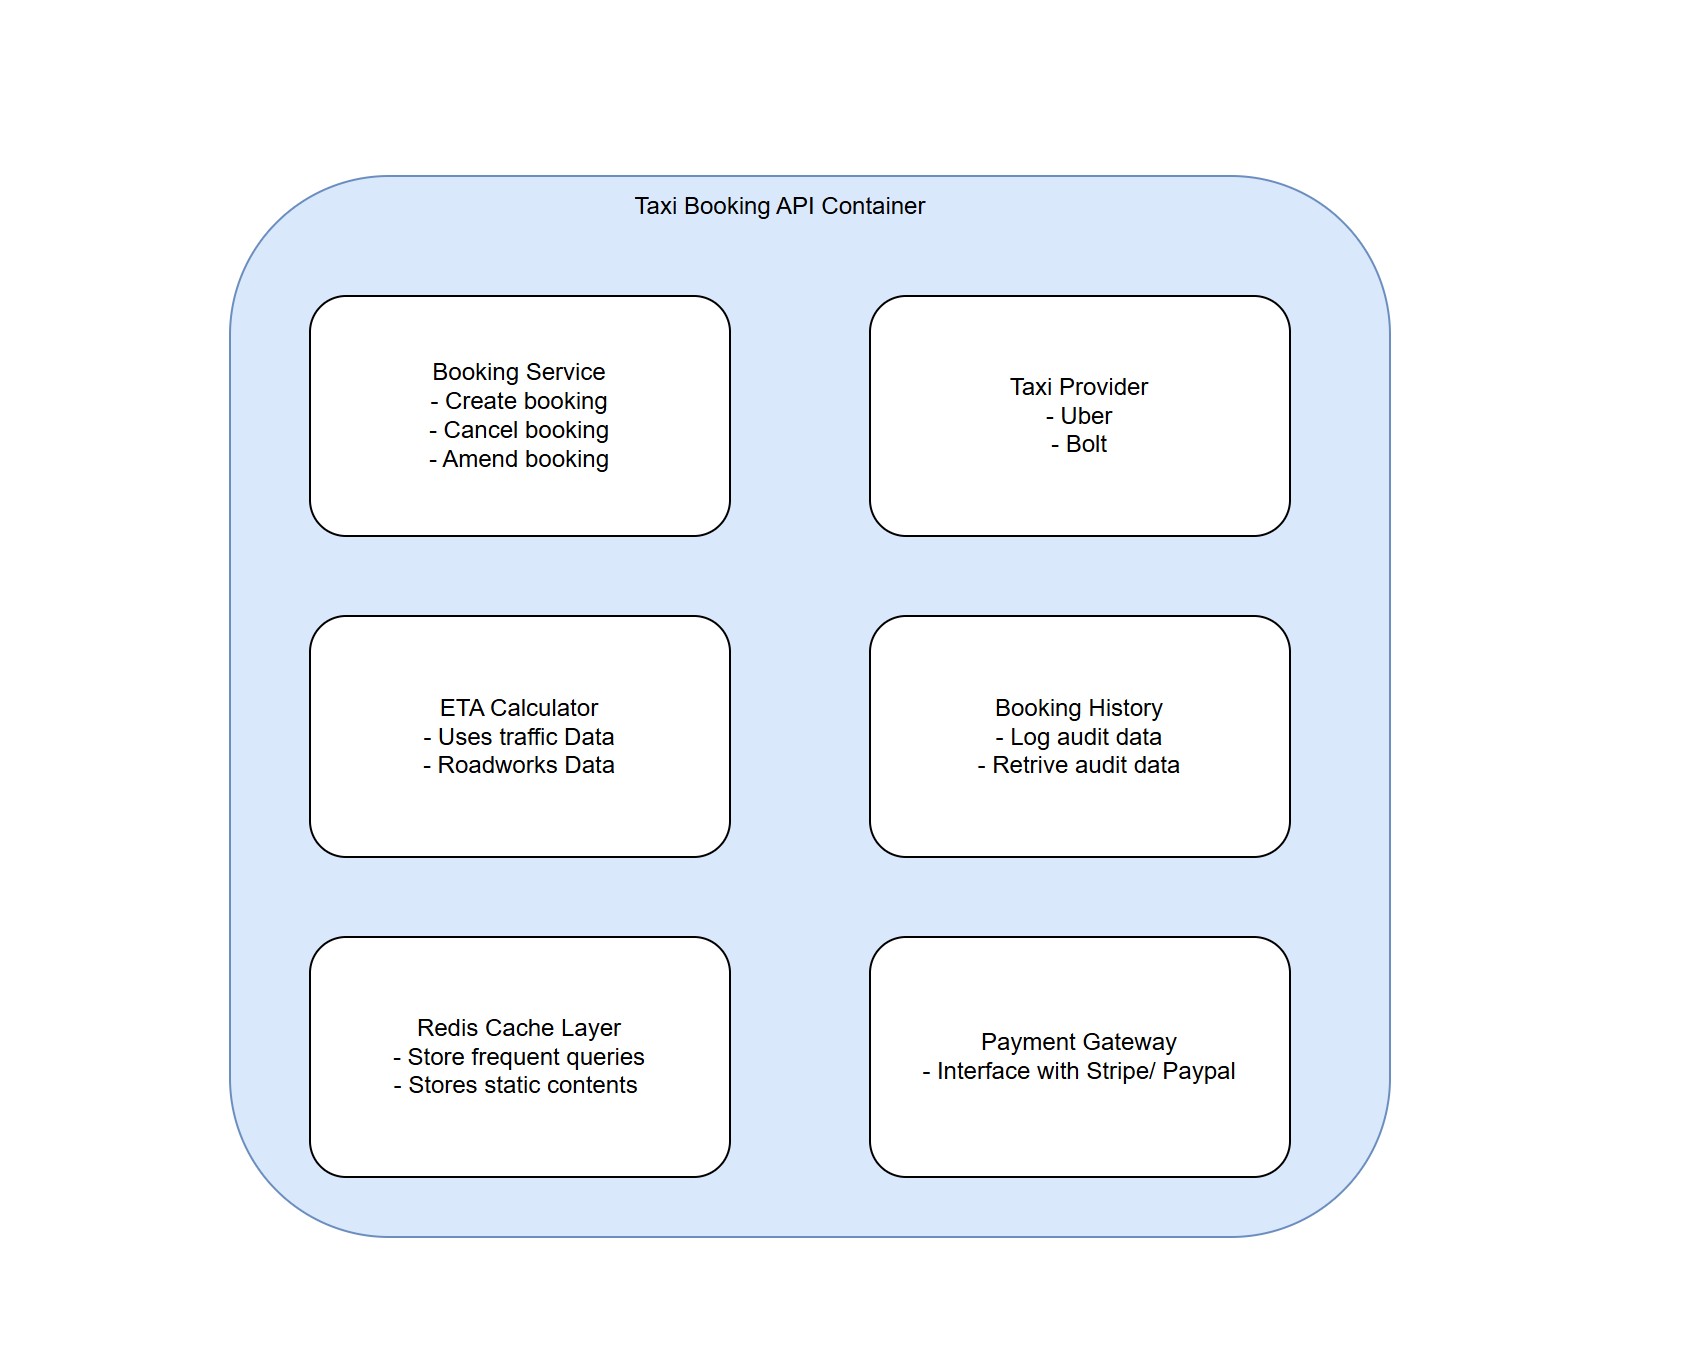 Taxi Booking API Container
Booking Service
- Create booking
- Cancel booking
- Amend booking
Taxi Provider
- Uber
- Bolt
ETA Calculator
- Uses traffic Data
- Roadworks Data
Booking History
- Log audit data
- Retrive audit data
Redis Cache Layer
- Store frequent queries
- Stores static contents
Payment Gateway
- Interface with Stripe/ Paypal